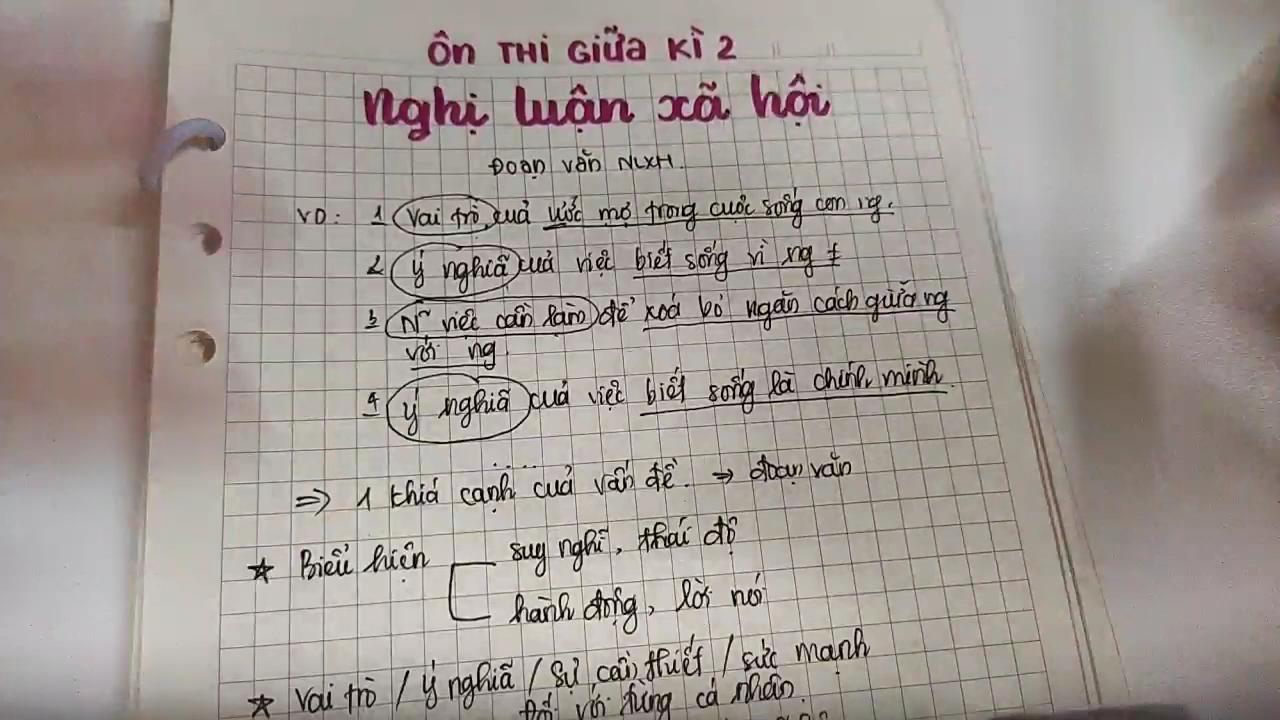 ÔN THI GIỮA KÌ 2
Nghị luận xã hội
Đoạn văn NLXH.
VD: 1 Vai trò của ước mơ trong cuộc sống con ng.
2 Ý nghĩa của việc biết sống vì ng ≠
3 N~ việc cần làm để xoá bỏ ngăn cách giữa ng
với ng.
4 Ý nghĩa của việc biết sống là chính mình.
⇒ 1 khía cạnh của vấn đề. → đoạn văn
★ Biểu hiện
suy nghĩ, thái độ
hành động, lời nói
★ Vai trò / ý nghĩa / sự cần thiết / sức mạnh
Đối với từng cá nhân.